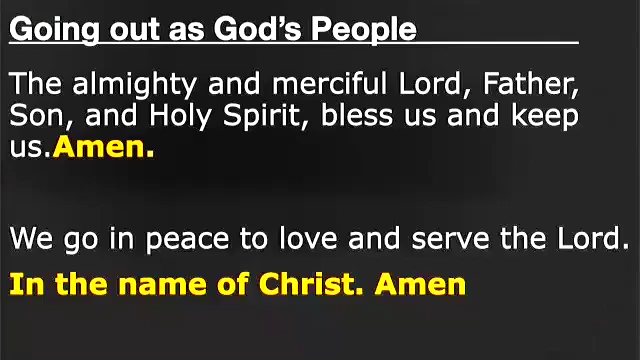 Going out as God's People
The almighty and merciful Lord, Father,
Son, and Holy Spirit, bless us and keep
us.Amen.
We go in peace to love and serve the Lord.
In the name of Christ. Amen